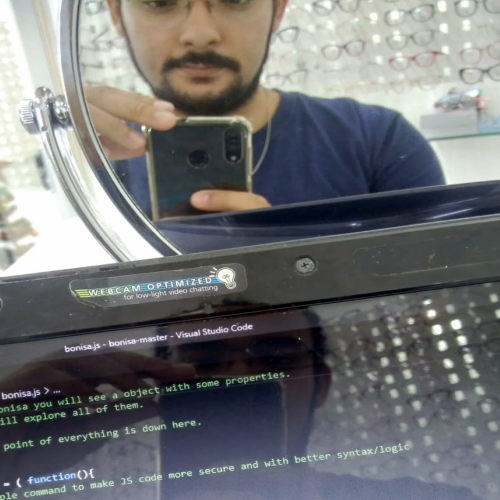 WEBCAM OPTIMIZED
for low-light video chatting
bonisa.js - bonisa-master - Visual Studio Code
bonisa.js > ...
onisa you will see a object with some properties.
ill explore all of them.
point of everything is down here.
= ( function(){
ple command to make JS code more secure and with better syntax/logic